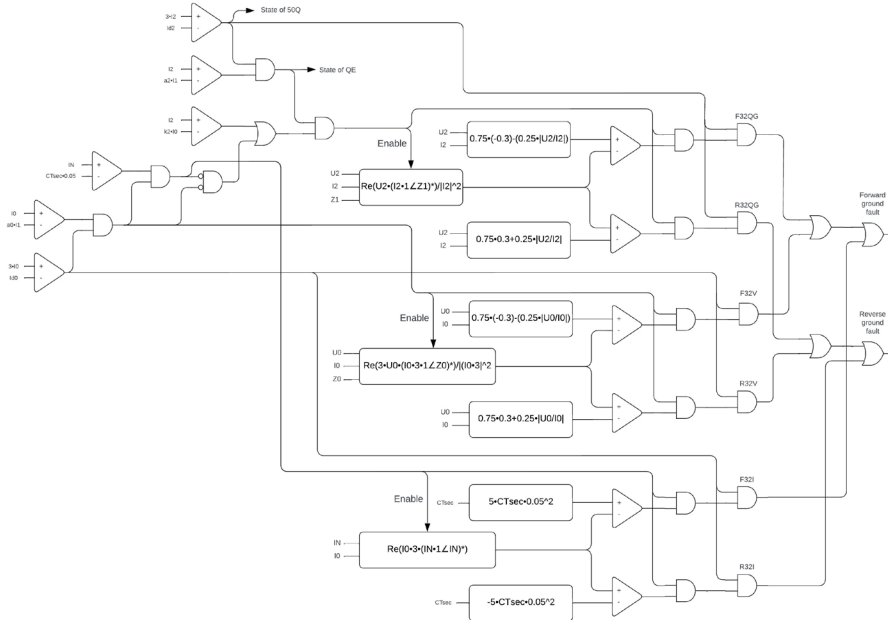 3•I2
Id2
State of 50Q
I2
a2•I1
State of QE
I2
k2•I0
IN
CTsec•0.05
I0
a0•I1
3•I0
Id0
Enable
U2
I2
0.75•(-0.3)-(0.25•|U2/I2|)
F32QG
U2
I2
Z1
Re(U2•(I2•1∠Z1)*)/|I2|^2
U2
I2
0.75•0.3+0.25•|U2/I2|
R32QG
Forward
ground
fault
Enable
U0
I0
0.75•(-0.3)-(0.25•|U0/I0|)
F32V
Reverse
ground
fault
U0
I0
Z0
Re(3•U0•(I0•3•1∠Z0)*)/|(I0•3|^2
U0
I0
0.75•0.3+0.25•|U0/I0|
R32V
Enable
CTsec
5•CTsec•0.05^2
F32I
IN
I0
Re(I0•3•(IN•1∠IN)*)
CTsec
-5•CTsec•0.05^2
R32I